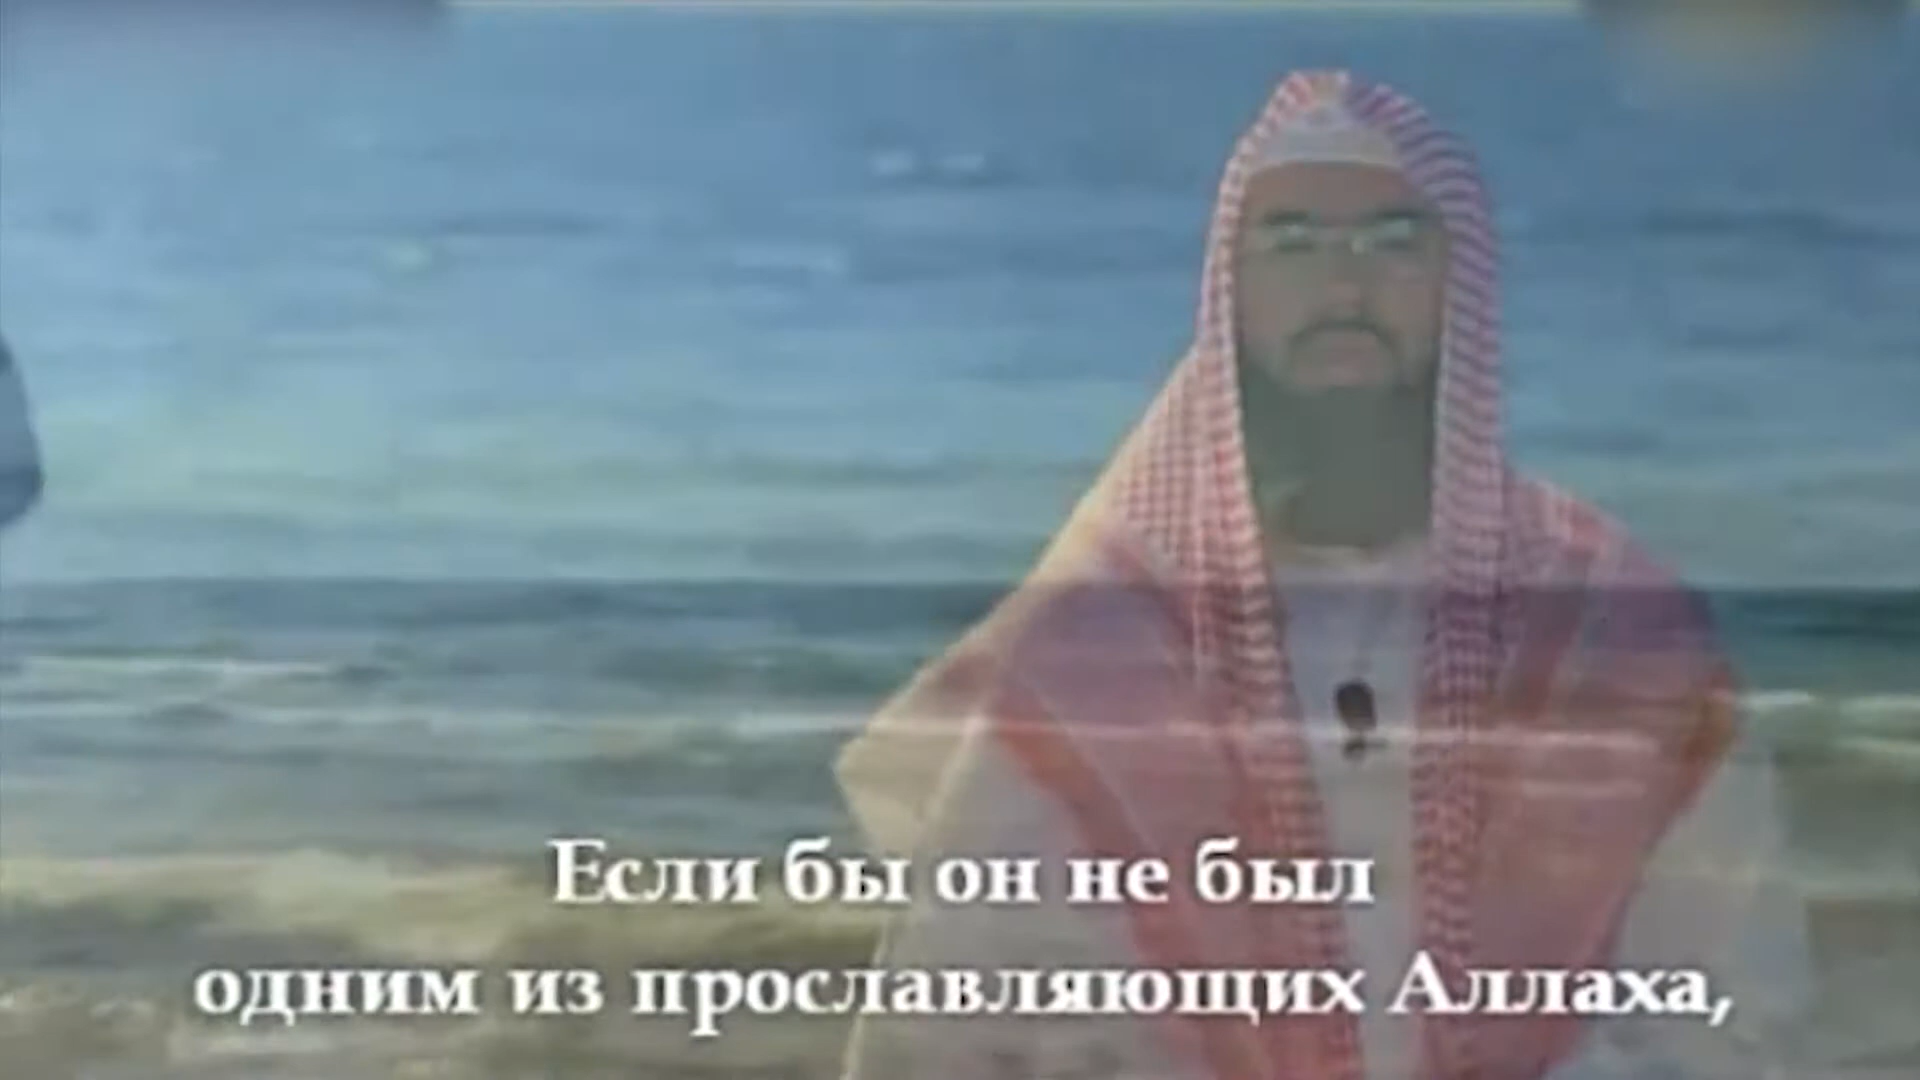 Если бы он не был
одним из прославляющих Аллаха,